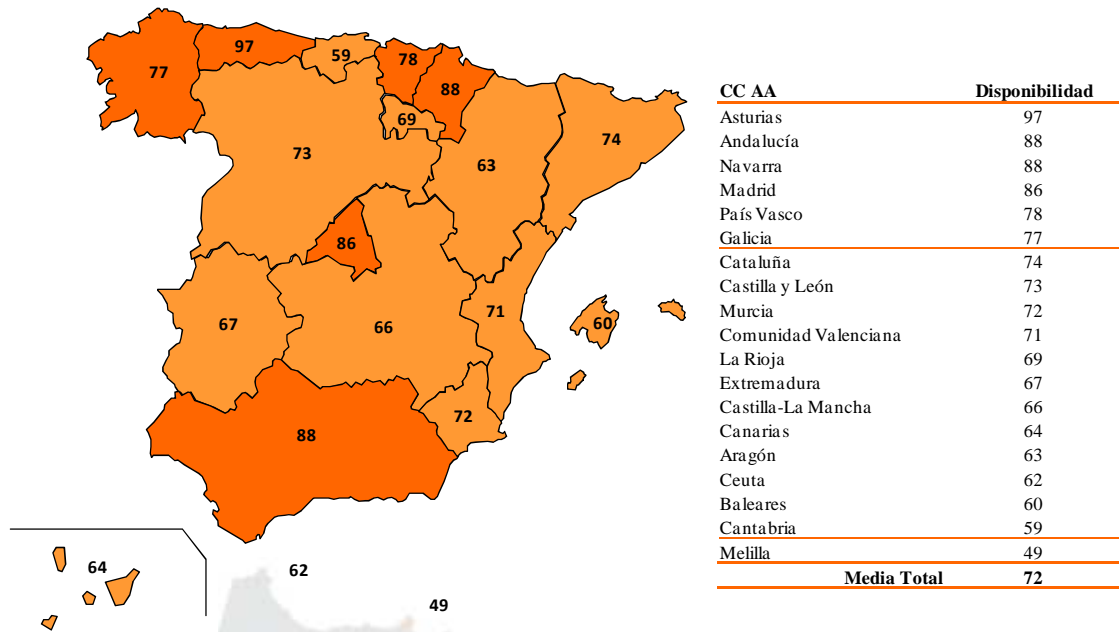 97
59
78
77
88
69
74
73
63
86
71
60
67
66
72
88
64
62
49
CC AA Disponibilidad
Asturias 97
Andalucía 88
Navarra 88
Madrid 86
País Vasco 78
Galicia 77
Cataluña 74
Castilla y León 73
Murcia 72
Comunidad Valenciana 71
La Rioja 69
Extremadura 67
Castilla-La Mancha 66
Canarias 64
Aragón 63
Ceuta 62
Baleares 60
Cantabria 59
Melilla 49
Media Total 72